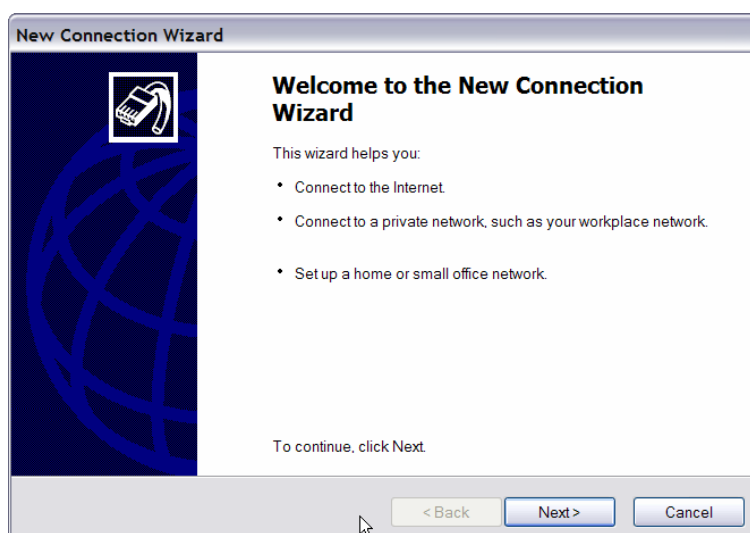 New Connection Wizard
Welcome to the New Connection
Wizard
This wizard helps you:
• Connect to the Internet.
• Connect to a private network, such as your workplace network.
• Set up a home or small office network.
To continue, click Next.
< Back Next > Cancel